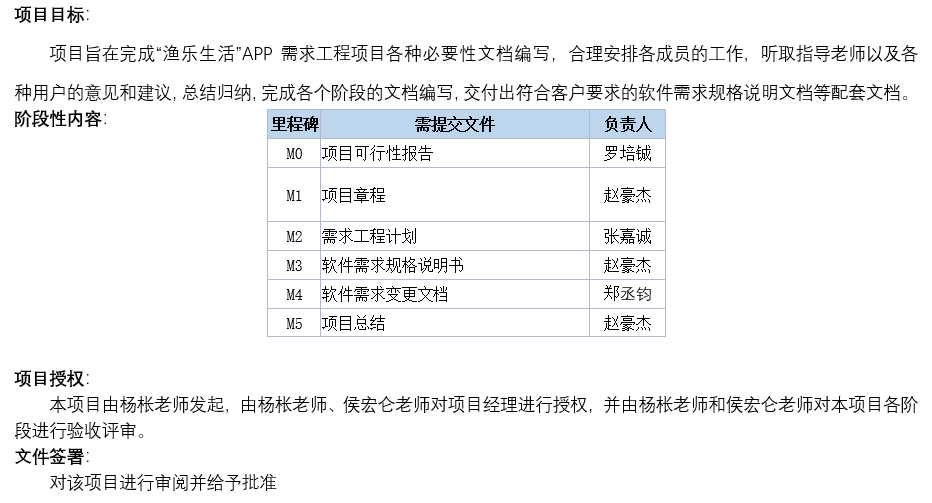 项目目标：
项目旨在完成“渔乐生活”APP 需求工程项目各种必要性文档编写，合理安排各成员的工作，听取指导老师以及各
种用户的意见和建议，总结归纳，完成各个阶段的文档编写，交付出符合客户要求的软件需求规格说明文档等配套文档。
阶段性内容：
里程碑 需提交文件 负责人
M0 项目可行性报告 罗培铖
M1 项目章程 赵豪杰
M2 需求工程计划 张嘉诚
M3 软件需求规格说明书 赵豪杰
M4 软件需求变更文档 郑丞钧
M5 项目总结 赵豪杰
项目授权：
本项目由杨枨老师发起，由杨枨老师、侯宏仑老师对项目经理进行授权，并由杨枨老师和侯宏仑老师对本项目各阶
段进行验收评审。
文件签署：
对该项目进行审阅并给予批准